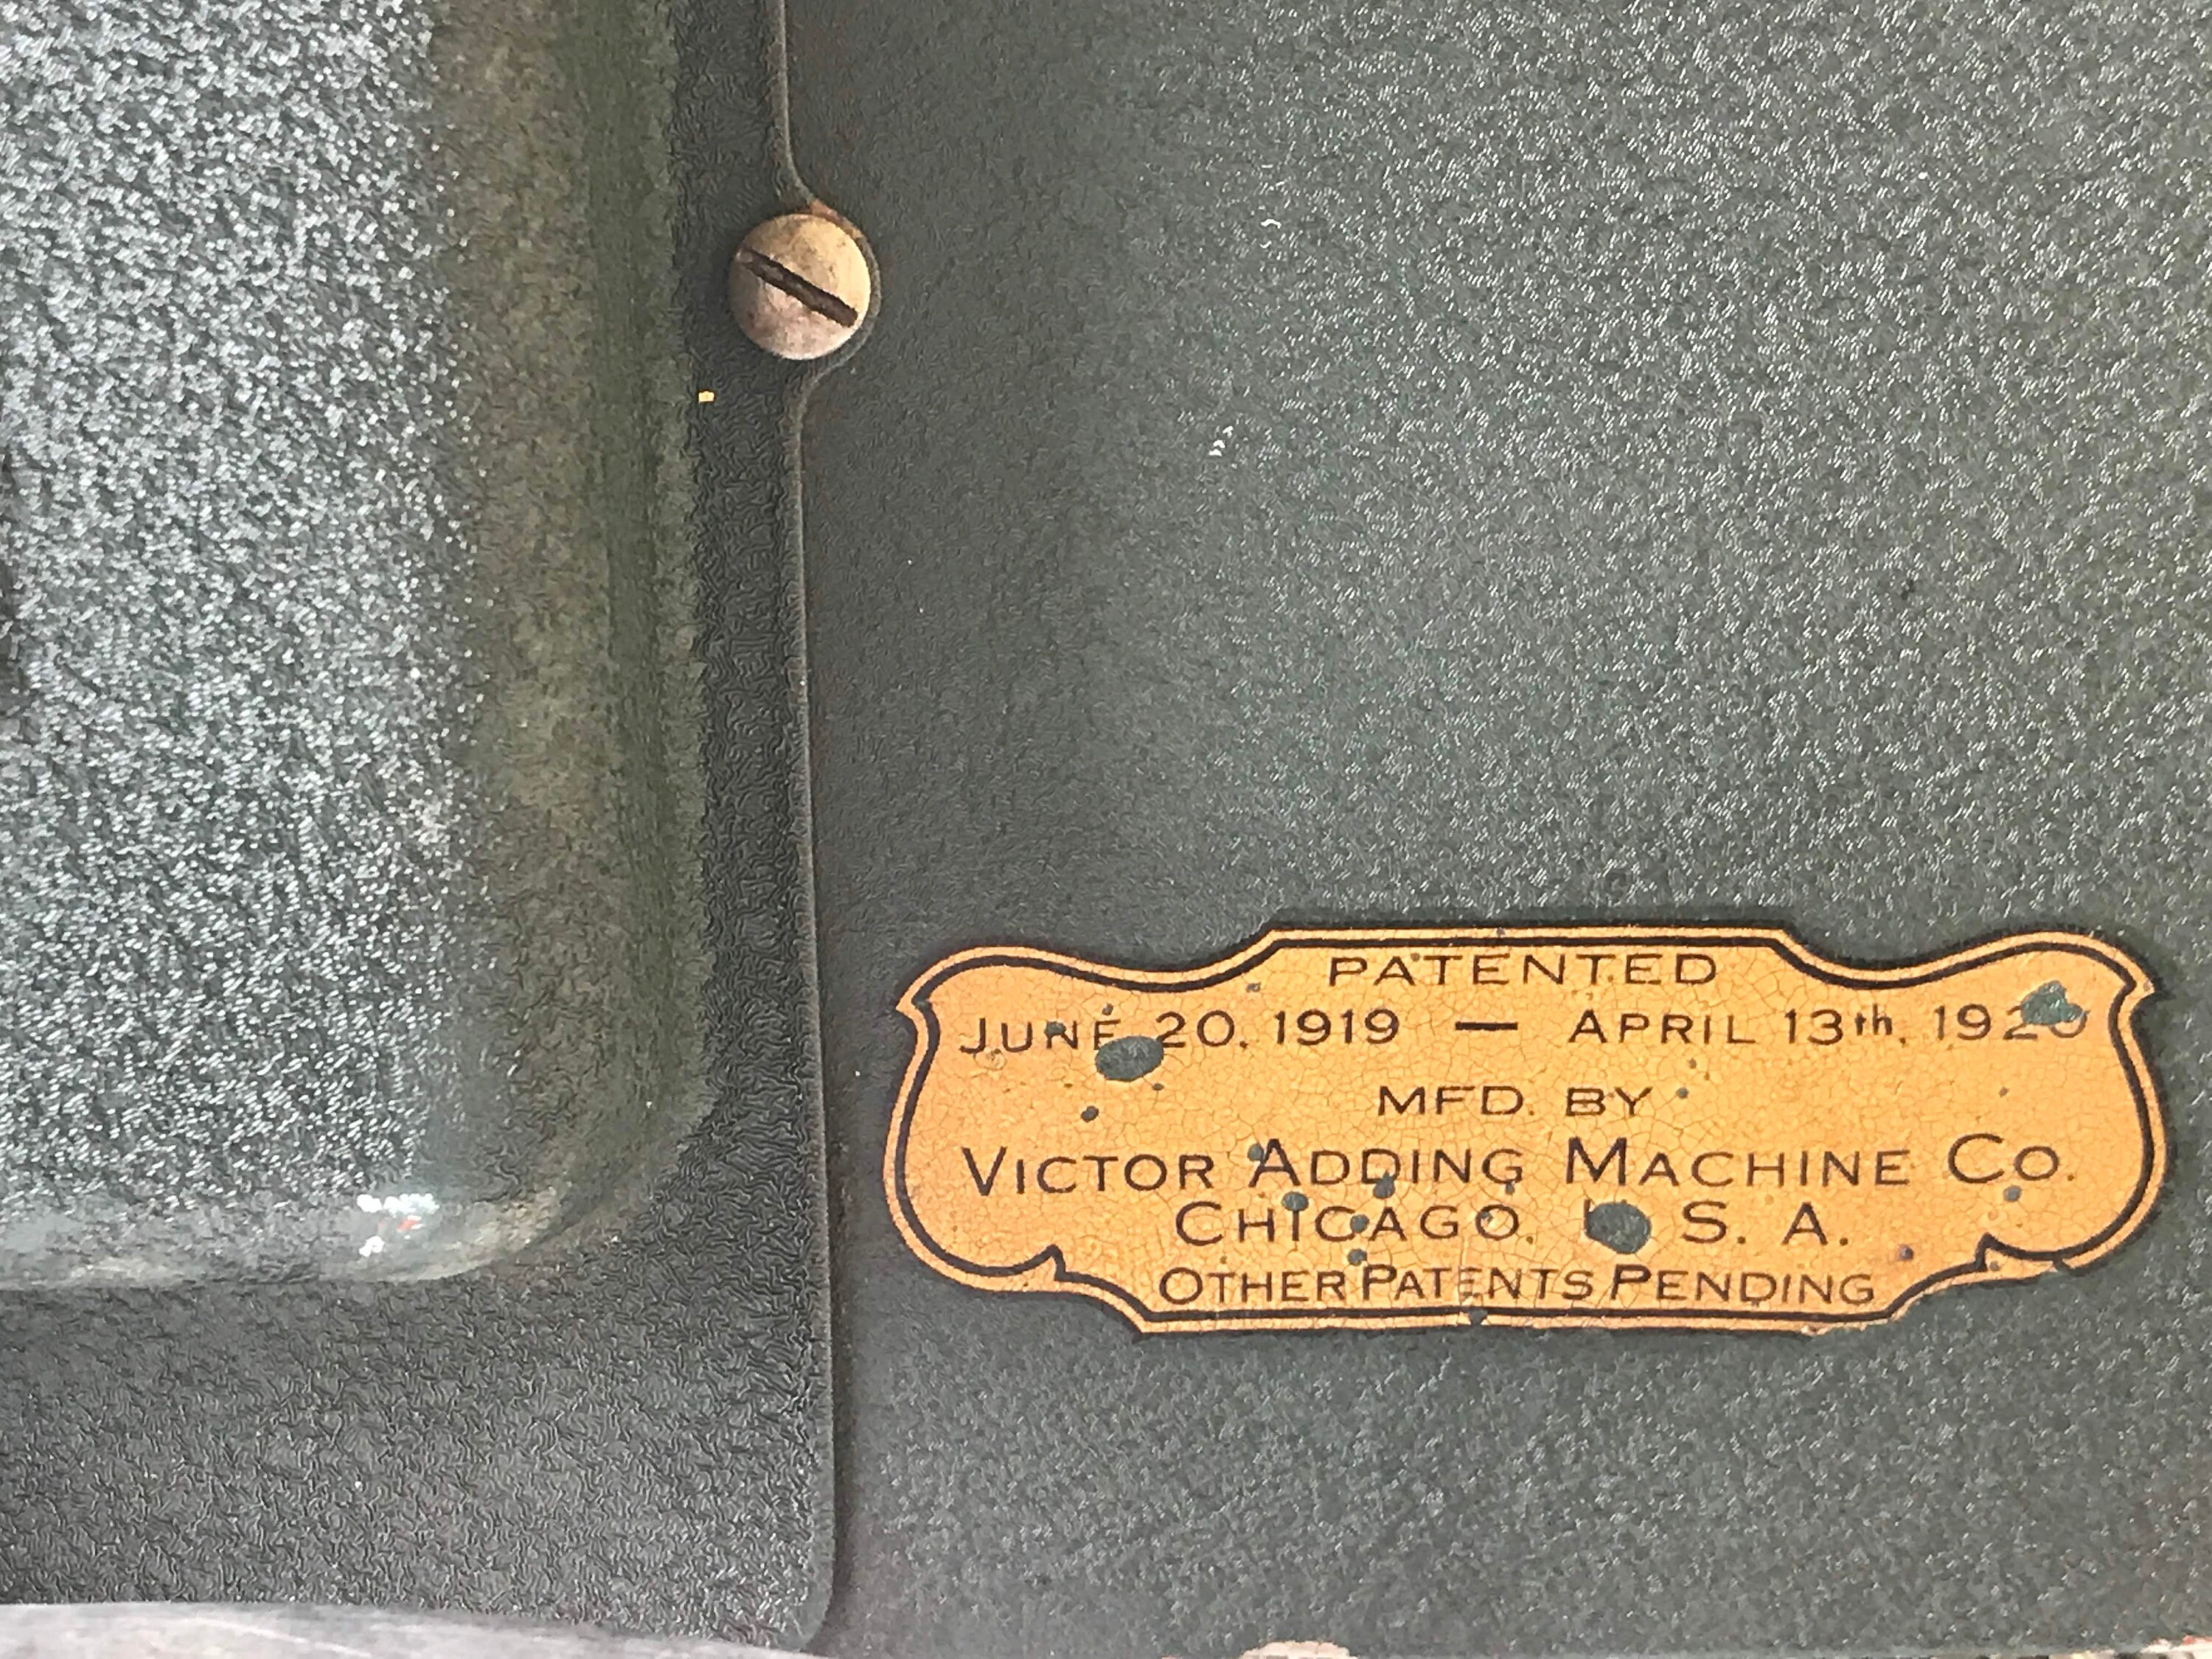 PATENTED
JUNE 20, 1919 — APRIL 13th, 1920
MFD. BY
VICTOR ADDING MACHINE CO.
CHICAGO, U. S. A.
OTHER PATENTS PENDING